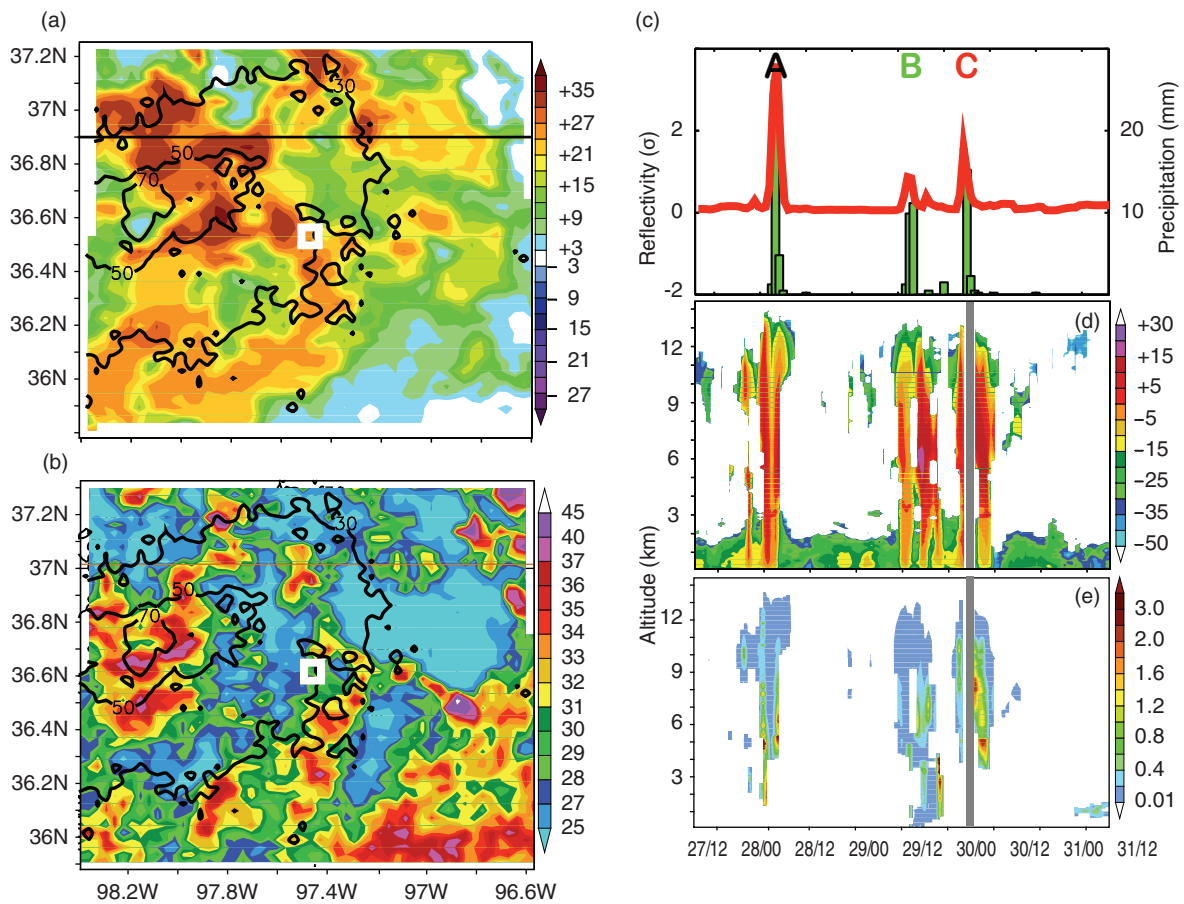 (a)
37.2N
37N
36.8N
36.6N
36.4N
36.2N
36N
30
50
70
50
+35
+27
+21
+15
+9
+3
3
9
15
21
27
(b)
37.2N
37N
36.8N
36.6N
36.4N
36.2N
36N
30
50
70
50
45
40
37
36
35
34
33
32
31
30
29
28
27
25
98.2W 97.8W 97.4W 97W 96.6W
(c)
A B C
Reflectivity (σ)
2
0
-2
Precipitation (mm)
20
10
(d)
12
9
6
3
+30
+15
+5
−5
−15
−25
−35
−50
Altitude (km)
(e)
12
9
6
3
3.0
2.0
1.6
1.2
0.8
0.4
0.01
27/12 28/00 28/12 29/00 29/12 30/00 30/12 31/00 31/12